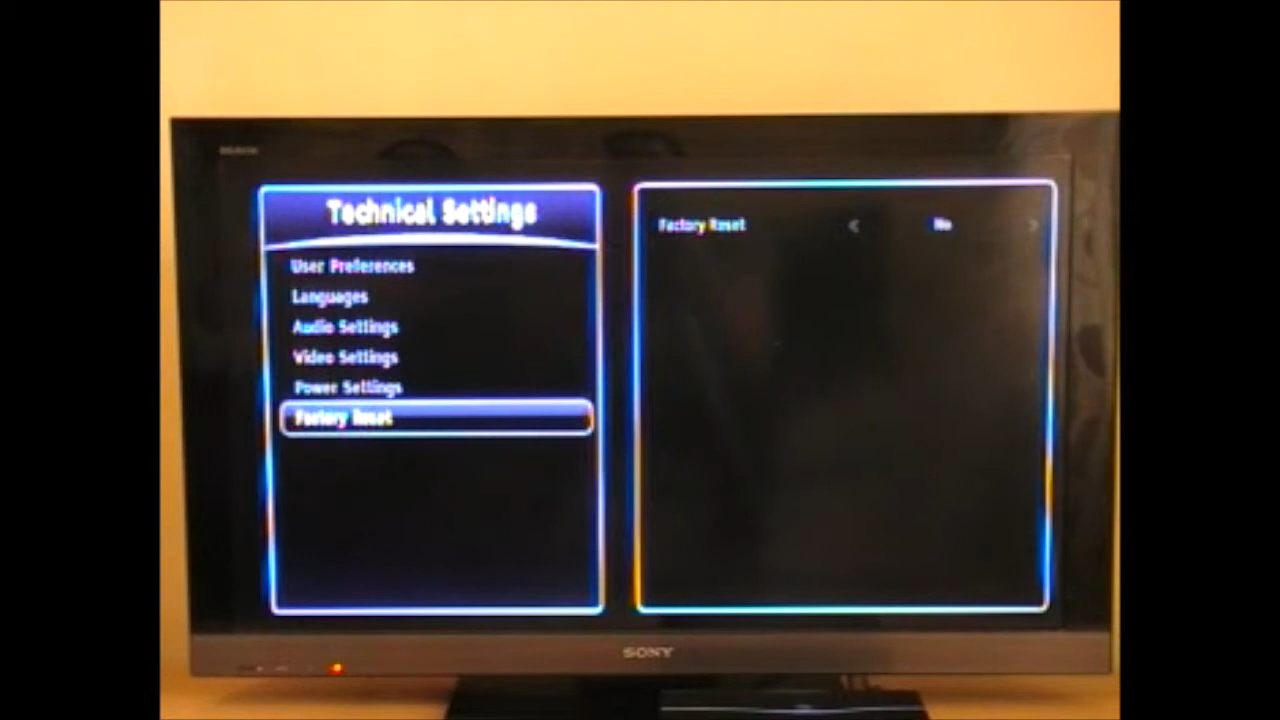 Technical Settings
User Preferences
Languages
Audio Settings
Video Settings
Power Settings
Factory Reset
Factory Reset < No >
SONY